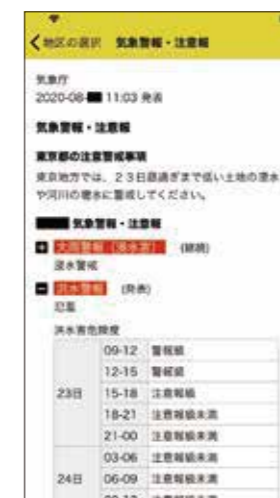 地区の選択 気象警報・注意報
気象庁
2020-08- 11:03 発表
気象警報・注意報
東京都の注意警戒事項
東京地方では、23日昼過ぎまで低い土地の浸水
や河川の増水に警戒してください。
気象警報・注意報
大雨警報（浸水害） （継続）
浸水警戒
洪水警報 （発表）
氾濫
洪水害危険度
09-12 警報級
12-15 警報級
23日 15-18 注意報級
18-21 注意報級未満
21-00 注意報級未満
03-06 注意報級未満
24日 06-09 注意報級未満